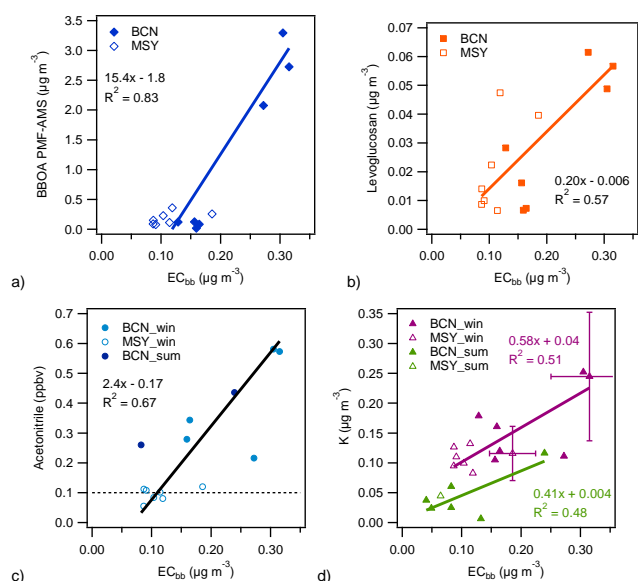 BBOA PMF-AMS (µg m⁻³)
3.5
3.0
2.5
2.0
1.5
1.0
0.5
0.0
BCN
MSY
15.4x - 1.8
R² = 0.83
0.00 0.10 0.20 0.30
EC_bb (µg m⁻³)
a)
Levoglucosan (µg m⁻³)
0.07
0.06
0.05
0.04
0.03
0.02
0.01
0.00
BCN
MSY
0.20x - 0.006
R² = 0.57
0.00 0.10 0.20 0.30
EC_bb (µg m⁻³)
b)
Acetonitrile (ppbv)
0.7
0.6
0.5
0.4
0.3
0.2
0.1
0.0
BCN_win
MSY_win
BCN_sum
2.4x - 0.17
R² = 0.67
0.00 0.10 0.20 0.30
EC_bb (µg m⁻³)
c)
K (µg m⁻³)
0.35
0.30
0.25
0.20
0.15
0.10
0.05
0.00
BCN_win
MSY_win
BCN_sum
MSY_sum
0.58x + 0.04
R² = 0.51
0.41x + 0.004
R² = 0.48
0.00 0.10 0.20 0.30
EC_bb (µg m⁻³)
d)